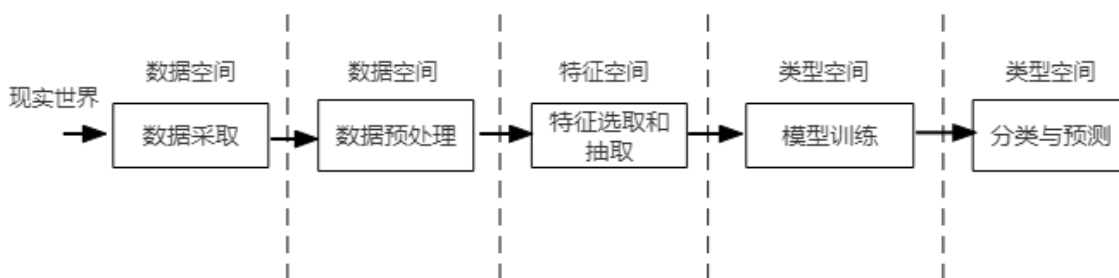 数据空间
数据空间
特征空间
类型空间
类型空间
现实世界
数据采取
数据预处理
特征选取和
抽取
模型训练
分类与预测